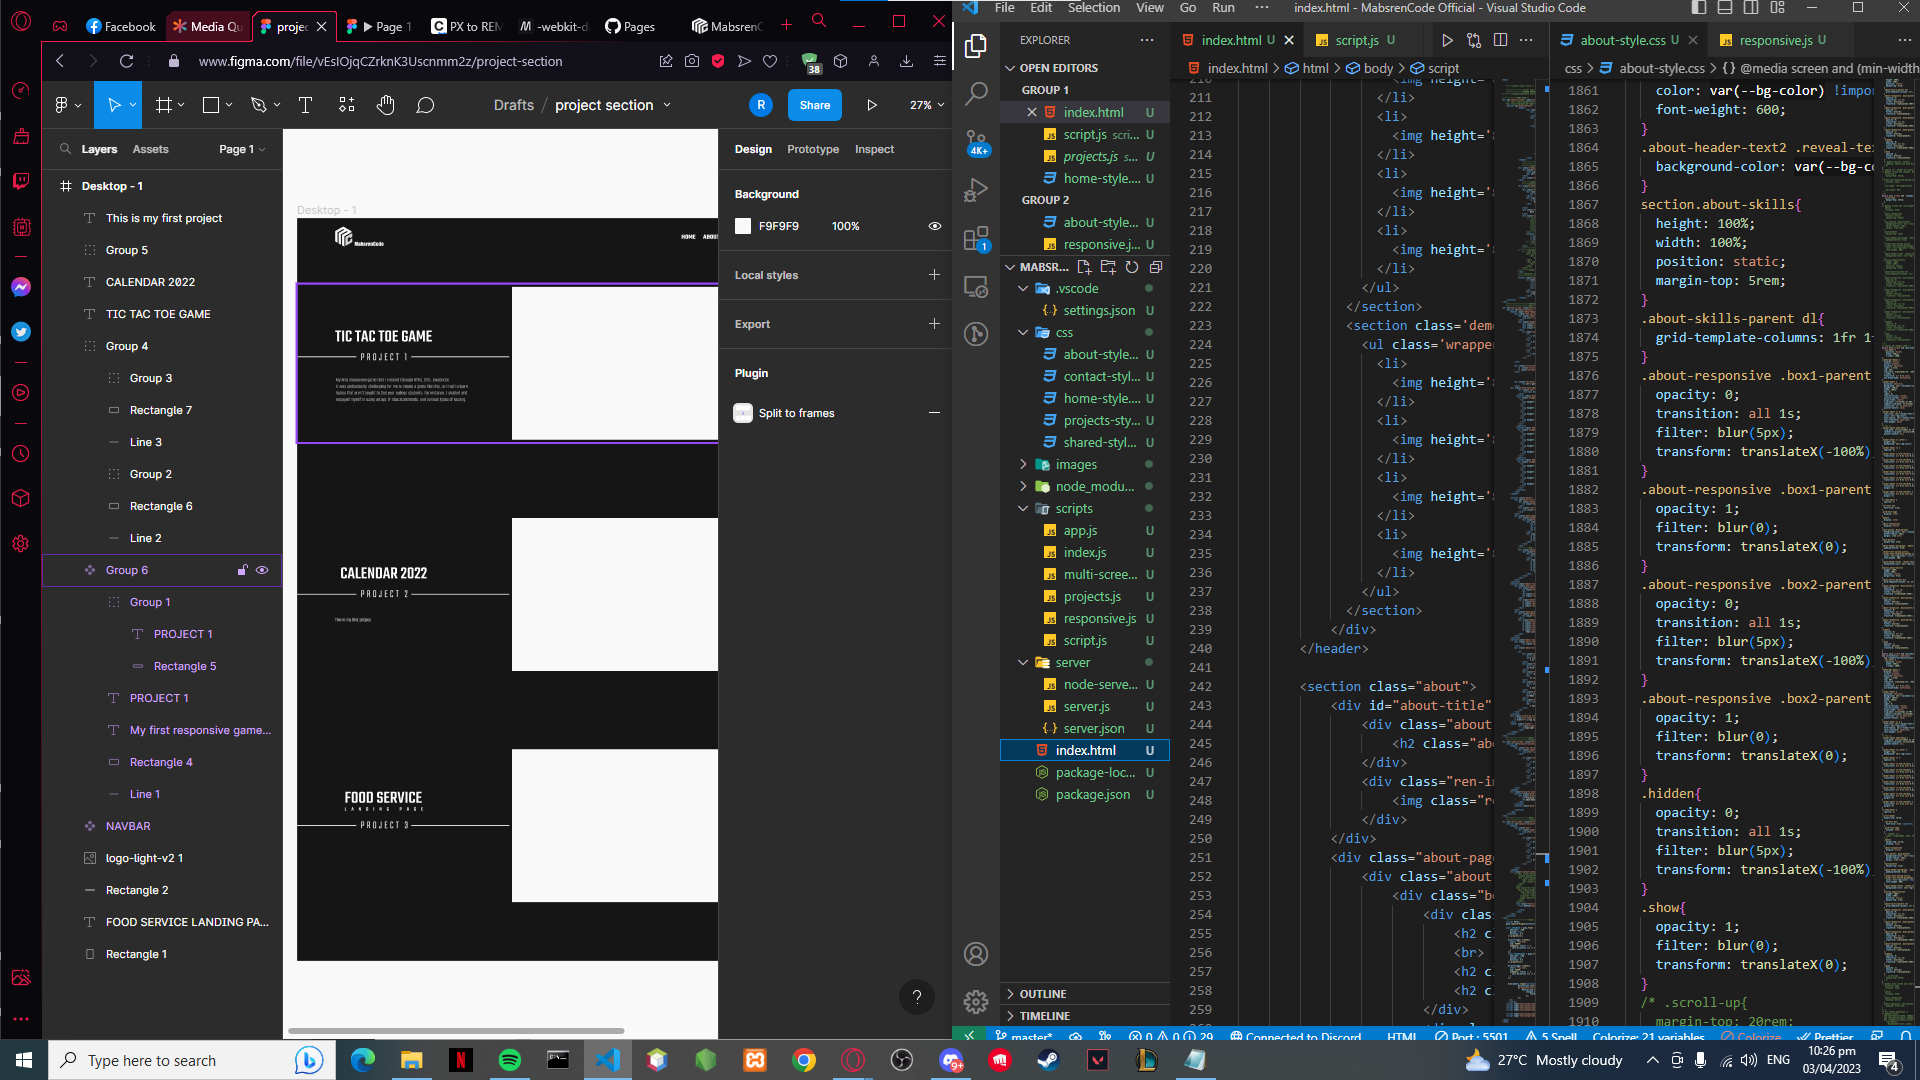 Facebook
Media Qu
projec
Page 1
PX to REM
-webkit-d
Pages
MabsrenC
www.figma.com/file/vEsIOjqCZrknK3Uscnmm2z/project-section
38
Drafts / project section
R
Share
27%
Layers
Assets
Page 1
Desktop - 1
This is my first project
Group 5
CALENDAR 2022
TIC TAC TOE GAME
Group 4
Group 3
Rectangle 7
Line 3
Group 2
Rectangle 6
Line 2
Group 6
Group 1
PROJECT 1
Rectangle 5
PROJECT 1
My first responsive game...
Rectangle 4
Line 1
NAVBAR
logo-light-v2 1
Rectangle 2
FOOD SERVICE LANDING PA...
Rectangle 1
Desktop - 1
MabsrenCode
HOME ABOU
TIC TAC TOE GAME
PROJECT 1
CALENDAR 2022
PROJECT 2
This is my first project
FOOD SERVICE
LANDING PAGE
PROJECT 3
Design
Prototype
Inspect
Background
F9F9F9
100%
Local styles
Export
Plugin
Split to frames
?
File Edit Selection View Go Run ···
index.html - MabsrenCode Official - Visual Studio Code
EXPLORER
OPEN EDITORS
GROUP 1
index.html U
script.js scri... U
projects.js s... U
home-style.... U
GROUP 2
about-style... U
responsive.j... U
MABSR...
.vscode
settings.json U
css
about-style... U
contact-styl... U
home-style.... U
projects-sty... U
shared-styl... U
images
node_modu...
scripts
app.js U
index.js U
multi-scree... U
projects.js U
responsive.js U
script.js U
server
node-serve... U
server.js U
server.json U
index.html U
package-loc... U
package.json U
OUTLINE
TIMELINE
4K+
1
index.html U
script.js U
index.html > html > body > script
211 </li>
212 <li>
213 <img height='
214 </li>
215 <li>
216 <img height='
217 </li>
218 <li>
219 <img height='
220 </li>
221 </ul>
222 </section>
223 <section class='dem
224 <ul class='wrappe
225 <li>
226 <img height='
227 </li>
228 <li>
229 <img height='
230 </li>
231 <li>
232 <img height='
233 </li>
234 <li>
235 <img height='
236 </li>
237 </ul>
238 </section>
239 </div>
240 </header>
241
242 <section class="about">
243 <div id="about-title"
244 <div class="about
245 <h2 class="ab
246 </div>
247 <div class="ren-i
248 <img class="r
249 </div>
250 </div>
251 <div class="about-pag
252 <div class="about
253 <div class="b
254 <div clas
255 <h2 c
256 <br>
257 <h2 c
258 <h2 c
259 </div>
about-style.css U
responsive.js U
css > about-style.css > {} @media screen and (min-width
1861 color: var(--bg-color) !impo
1862 font-weight: 600;
1863 }
1864 .about-header-text2 .reveal-te
1865 background-color: var(--bg-c
1866 }
1867 section.about-skills{
1868 height: 100%;
1869 width: 100%;
1870 position: static;
1871 margin-top: 5rem;
1872 }
1873 .about-skills-parent dl{
1874 grid-template-columns: 1fr 1
1875 }
1876 .about-responsive .box1-parent
1877 opacity: 0;
1878 transition: all 1s;
1879 filter: blur(5px);
1880 transform: translateX(-100%)
1881 }
1882 .about-responsive .box1-parent
1883 opacity: 1;
1884 filter: blur(0);
1885 transform: translateX(0);
1886 }
1887 .about-responsive .box2-parent
1888 opacity: 0;
1889 transition: all 1s;
1890 filter: blur(5px);
1891 transform: translateX(-100%)
1892 }
1893 .about-responsive .box2-parent
1894 opacity: 1;
1895 filter: blur(0);
1896 transform: translateX(0);
1897 }
1898 .hidden{
1899 opacity: 0;
1900 transition: all 1s;
1901 filter: blur(5px);
1902 transform: translateX(-100%)
1903 }
1904 .show{
1905 opacity: 1;
1906 filter: blur(0);
1907 transform: translateX(0);
1908 }
1909 /* .scroll-up{
1910 margin-top: 20rem;
master* 0 0 29 Connected to Discord HTML Port : 5501 5 Spell Colorize: 21 variables Colorize Prettier
Type here to search
9+
27°C Mostly cloudy
ENG
10:26 pm
03/04/2023
4